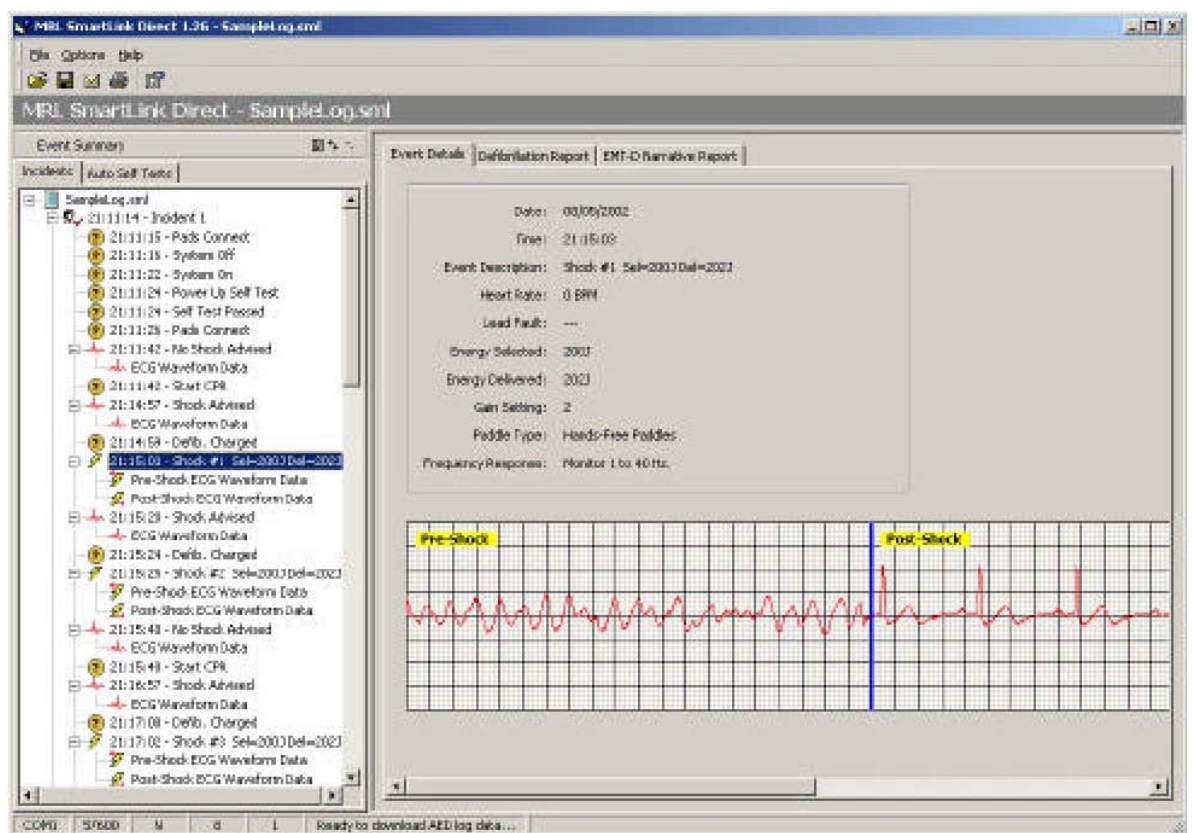 MRL SmartLink Direct 1.26 - SampleLog.sml
File Options Help
MRL SmartLink Direct - SampleLog.sml
Event Summary
Incidents Auto Self Tests
SampleLog.sml
21:11:14 - Incident 1
21:11:15 - Pads Connect
21:11:16 - System Off
21:11:22 - System On
21:11:24 - Power Up Self Test
21:11:24 - Self Test Passed
21:11:26 - Pads Connect
21:11:42 - No Shock Advised
ECG Waveform Data
21:11:42 - Start CPR
21:14:57 - Shock Advised
ECG Waveform Data
21:14:59 - Defib. Charged
21:15:03 - Shock #1 Sel=200J Del=202J
Pre-Shock ECG Waveform Data
Post-Shock ECG Waveform Data
- Shock Advised
ECG Waveform Data
21:15:24 - Defib. Charged
21:15:29 - Shock #2 Sel=200J Del=202J
Pre-Shock ECG Waveform Data
Post-Shock ECG Waveform Data
21:15:48 - No Shock Advised
ECG Waveform Data
21:15:48 - Start CPR
21:16:57 - Shock Advised
ECG Waveform Data
- Defib. Charged
21:17:02 - Shock #3 Sel=200J Del=202J
Pre-Shock ECG Waveform Data
Post-Shock ECG Waveform Data
Event Details Defibrillation Report EMT-D Narrative Report
Date: /2002
Time: 21:15:03
Event Description: Shock #1 Sel=200J Del=202J
Heart Rate: 0 BPM
Lead Fault: ---
Energy Selected: 200J
Energy Delivered: 202J
Gain Setting: 2
Paddle Type: Hands-Free Paddles
Frequency Response: Monitor 1 to 40 Hz.
Pre-Shock Post-Shock
COM1 57600 N 8 1 Ready to download AED log data...